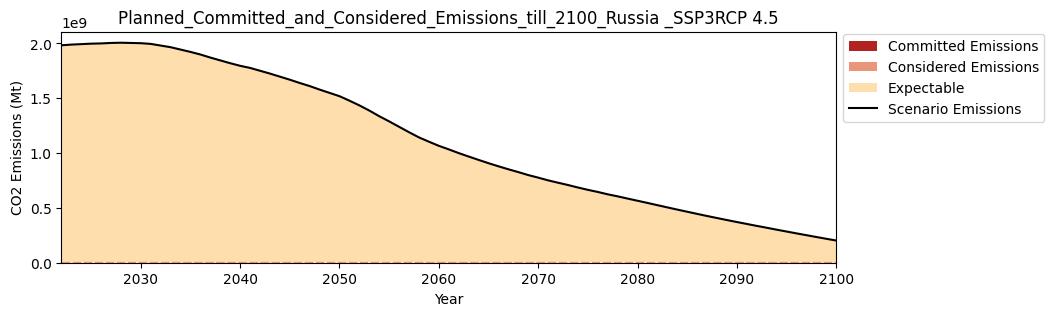 Planned_Committed_and_Considered_Emissions_till_2100_Russia _SSP3RCP 4.5
1e9
2.0
1.5
1.0
0.5
0.0
CO2 Emissions (Mt)
2030 2040 2050 2060 2070 2080 2090 2100
Year
Committed Emissions
Considered Emissions
Expectable
Scenario Emissions